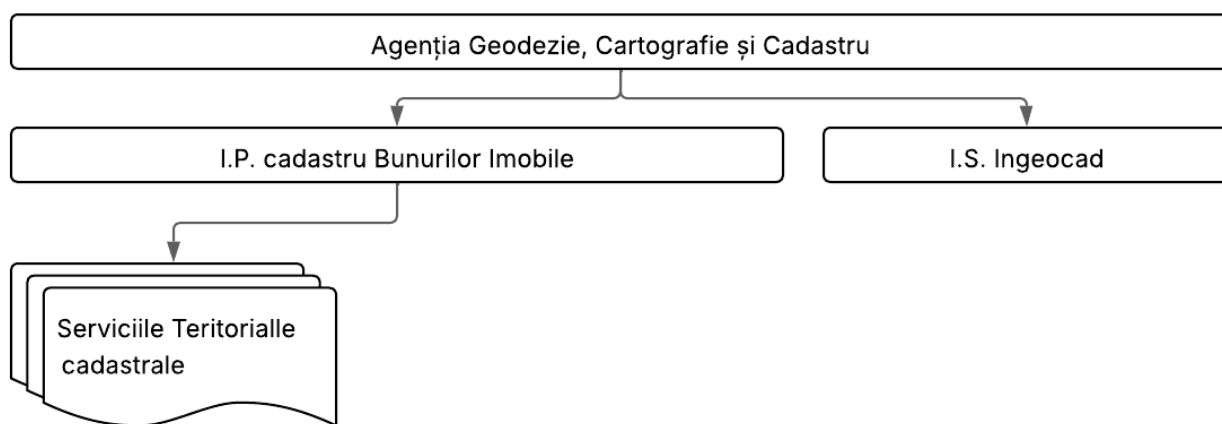 Agenția Geodezie, Cartografie și Cadastru
I.P. cadastru Bunurilor Imobile
I.S. Ingeocad
Serviciile Teritorialle
cadastrale